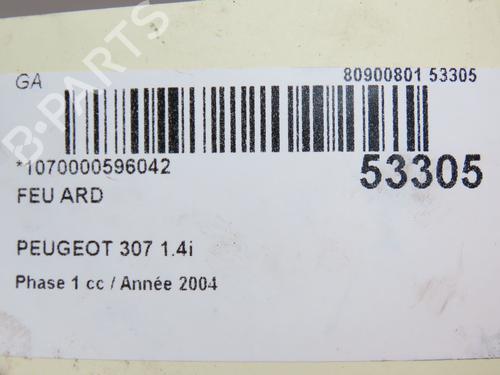 GA 80900801 53305
B-PARTS
*1070000596042 53305
FEU ARD
PEUGEOT 307 1.4i
Phase 1 cc / Année 2004